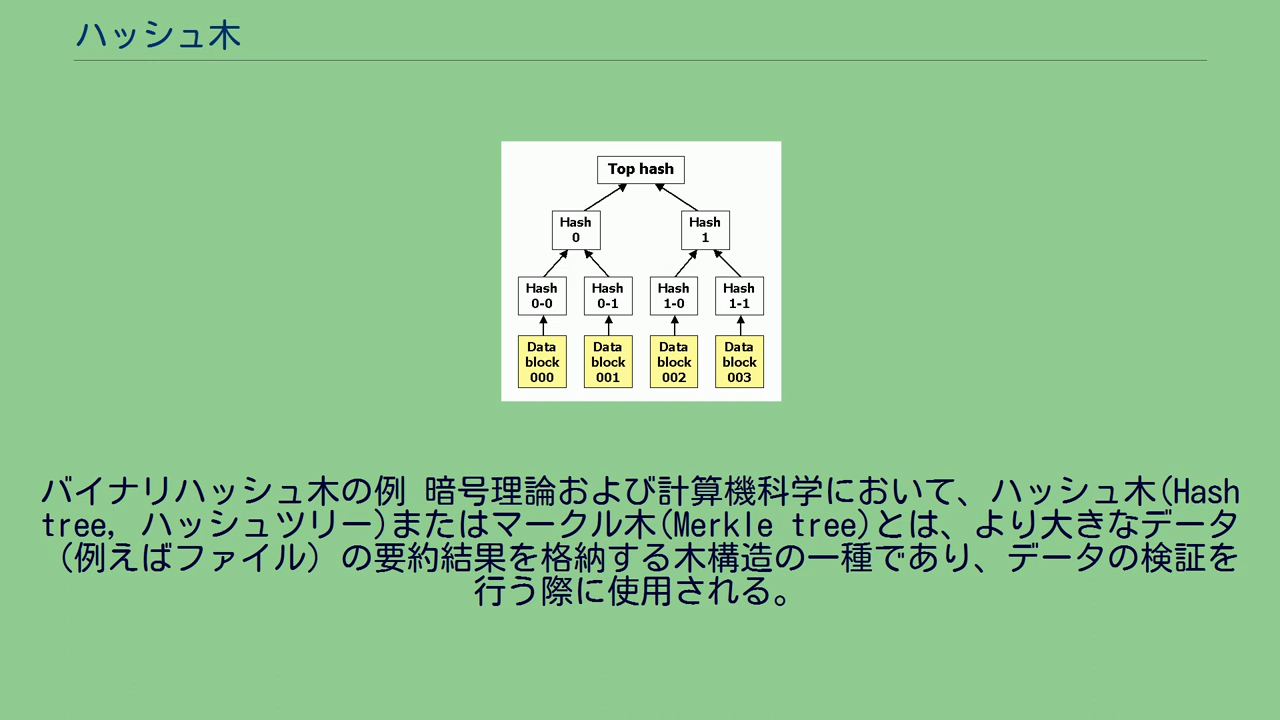 ハッシュ木
Top hash
Hash
0
Hash
1
Hash
0-0
Hash
0-1
Hash
1-0
Hash
1-1
Data
block
000
Data
block
001
Data
block
002
Data
block
003
バイナリハッシュ木の例 暗号理論および計算機科学において、ハッシュ木(Hash
tree, ハッシュツリー)またはマークル木(Merkle tree)とは、より大きなデータ
（例えばファイル）の要約結果を格納する木構造の一種であり、データの検証を
行う際に使用される。